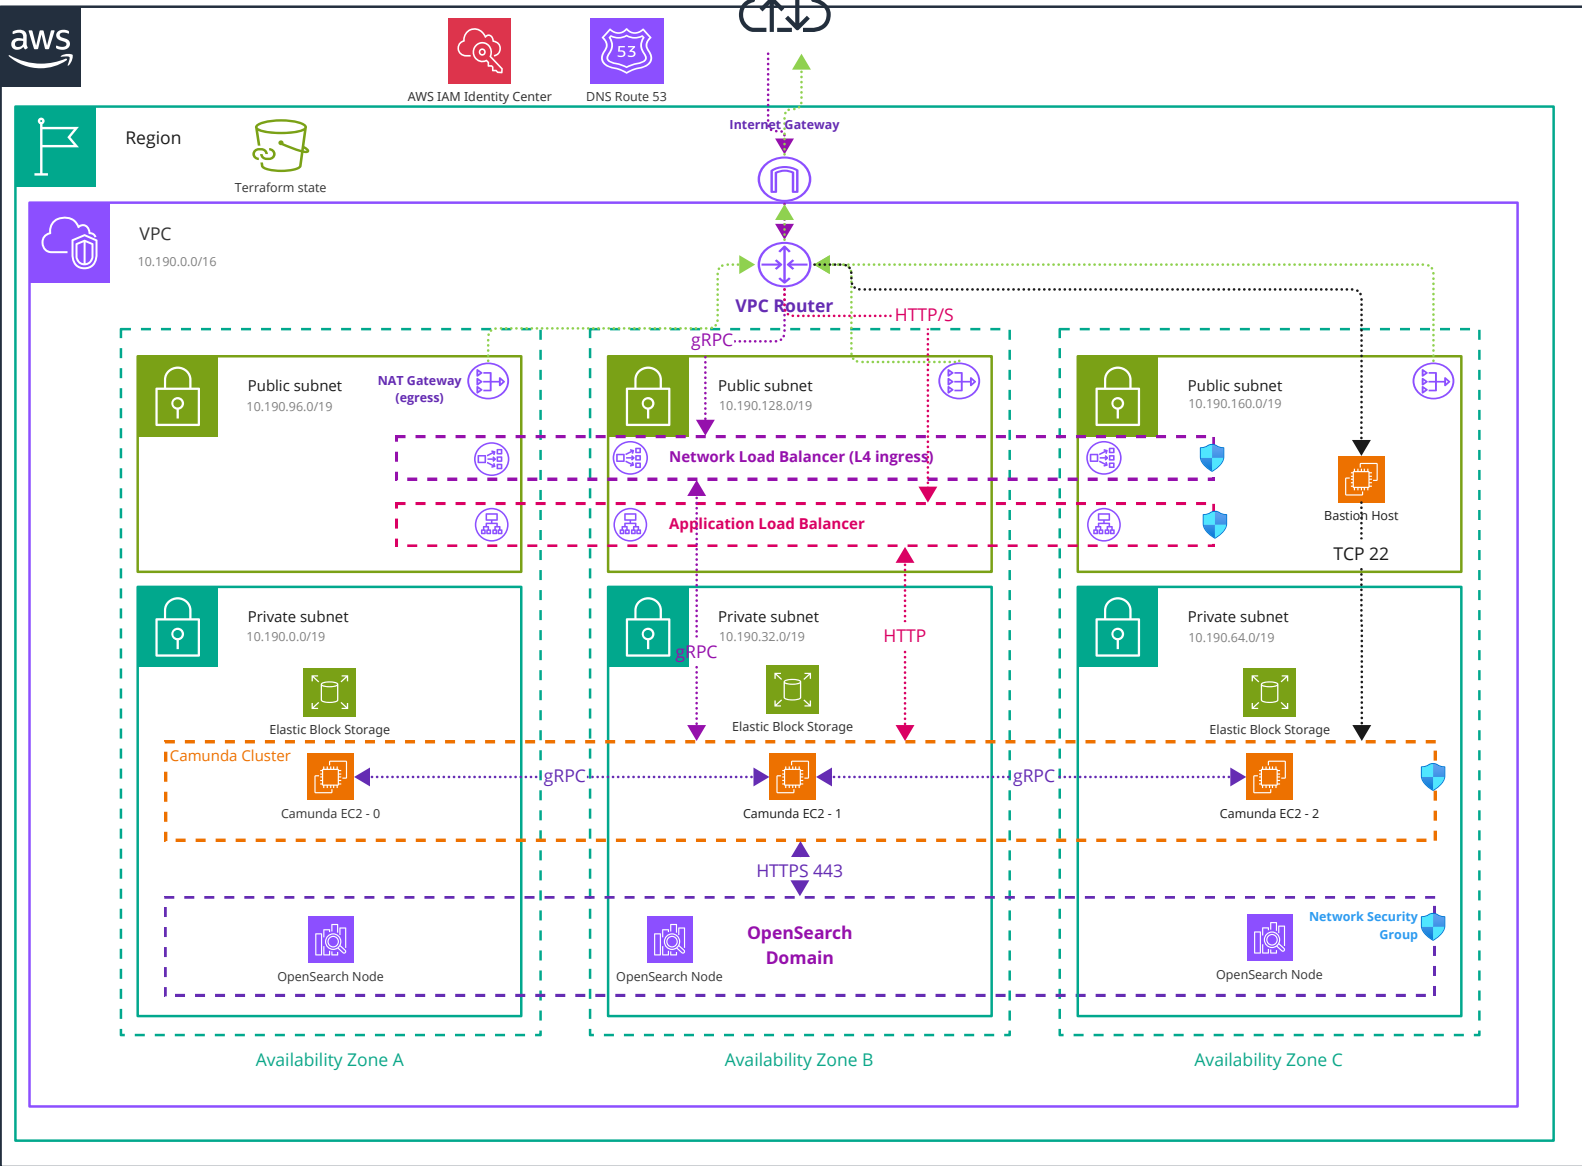 aws
53
AWS IAM Identity Center
DNS Route 53
Internet Gateway
Region
Terraform state
VPC
10.190.0.0/16
VPC Router
HTTP/S
gRPC
Public subnet
10.190.96.0/19
NAT Gateway
(egress)
Public subnet
10.190.128.0/19
Public subnet
10.190.160.0/19
Network Load Balancer (L4 ingress)
Application Load Balancer
Bastion Host
TCP 22
Private subnet
10.190.0.0/19
Private subnet
10.190.32.0/19
Private subnet
10.190.64.0/19
gRPC
HTTP
Elastic Block Storage
Elastic Block Storage
Elastic Block Storage
Camunda Cluster
gRPC
gRPC
Camunda EC2 - 0
Camunda EC2 - 1
Camunda EC2 - 2
HTTPS 443
OpenSearch
Domain
Network Security
Group
OpenSearch Node
OpenSearch Node
OpenSearch Node
Availability Zone A
Availability Zone B
Availability Zone C